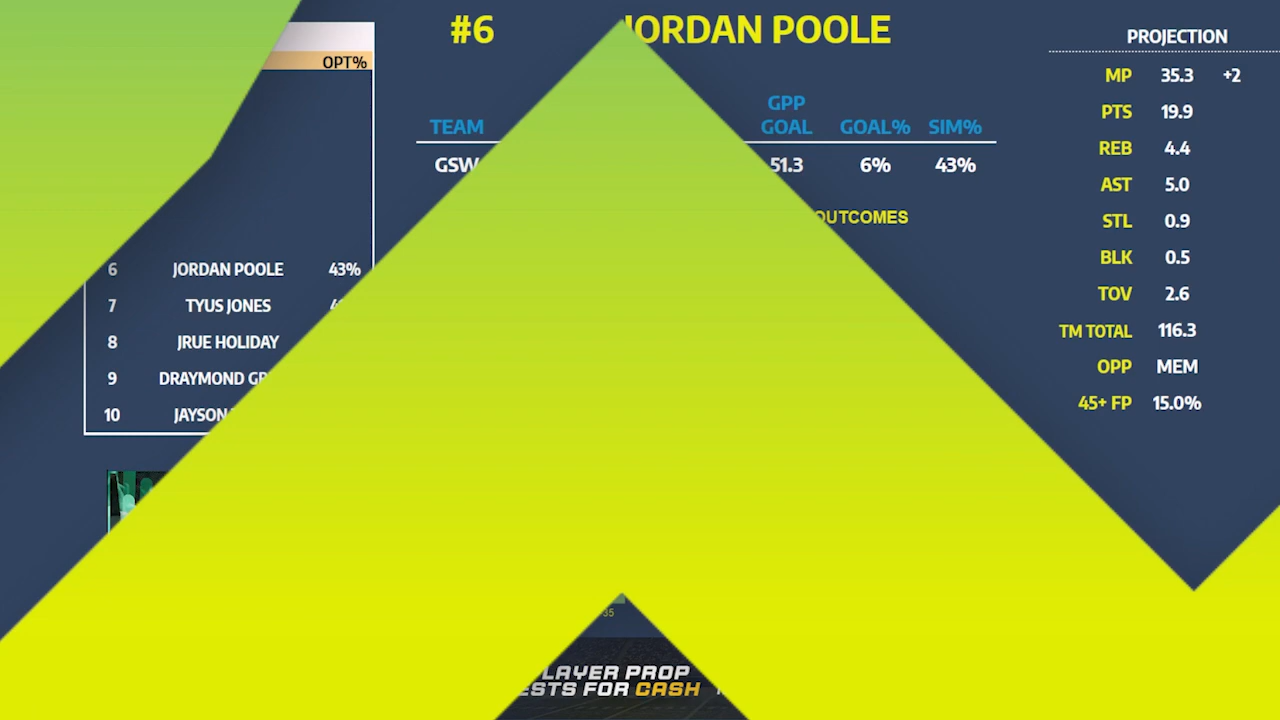 OPT%
6 JORDAN POOLE 43%
7 TYUS JONES
8 JRUE HOLIDAY
9 DRAYMOND
10 JAYSON
#6 JORDAN POOLE
TEAM GPP GOAL GOAL% SIM%
GSW 51.3 6% 43%
OUTCOMES
PROJECTION
MP 35.3 +2
PTS 19.9
REB 4.4
AST 5.0
STL 0.9
BLK 0.5
TOV 2.6
TM TOTAL 116.3
OPP MEM
45+ FP 15.0%
35
LAYER PROP
ESTS FOR CASH